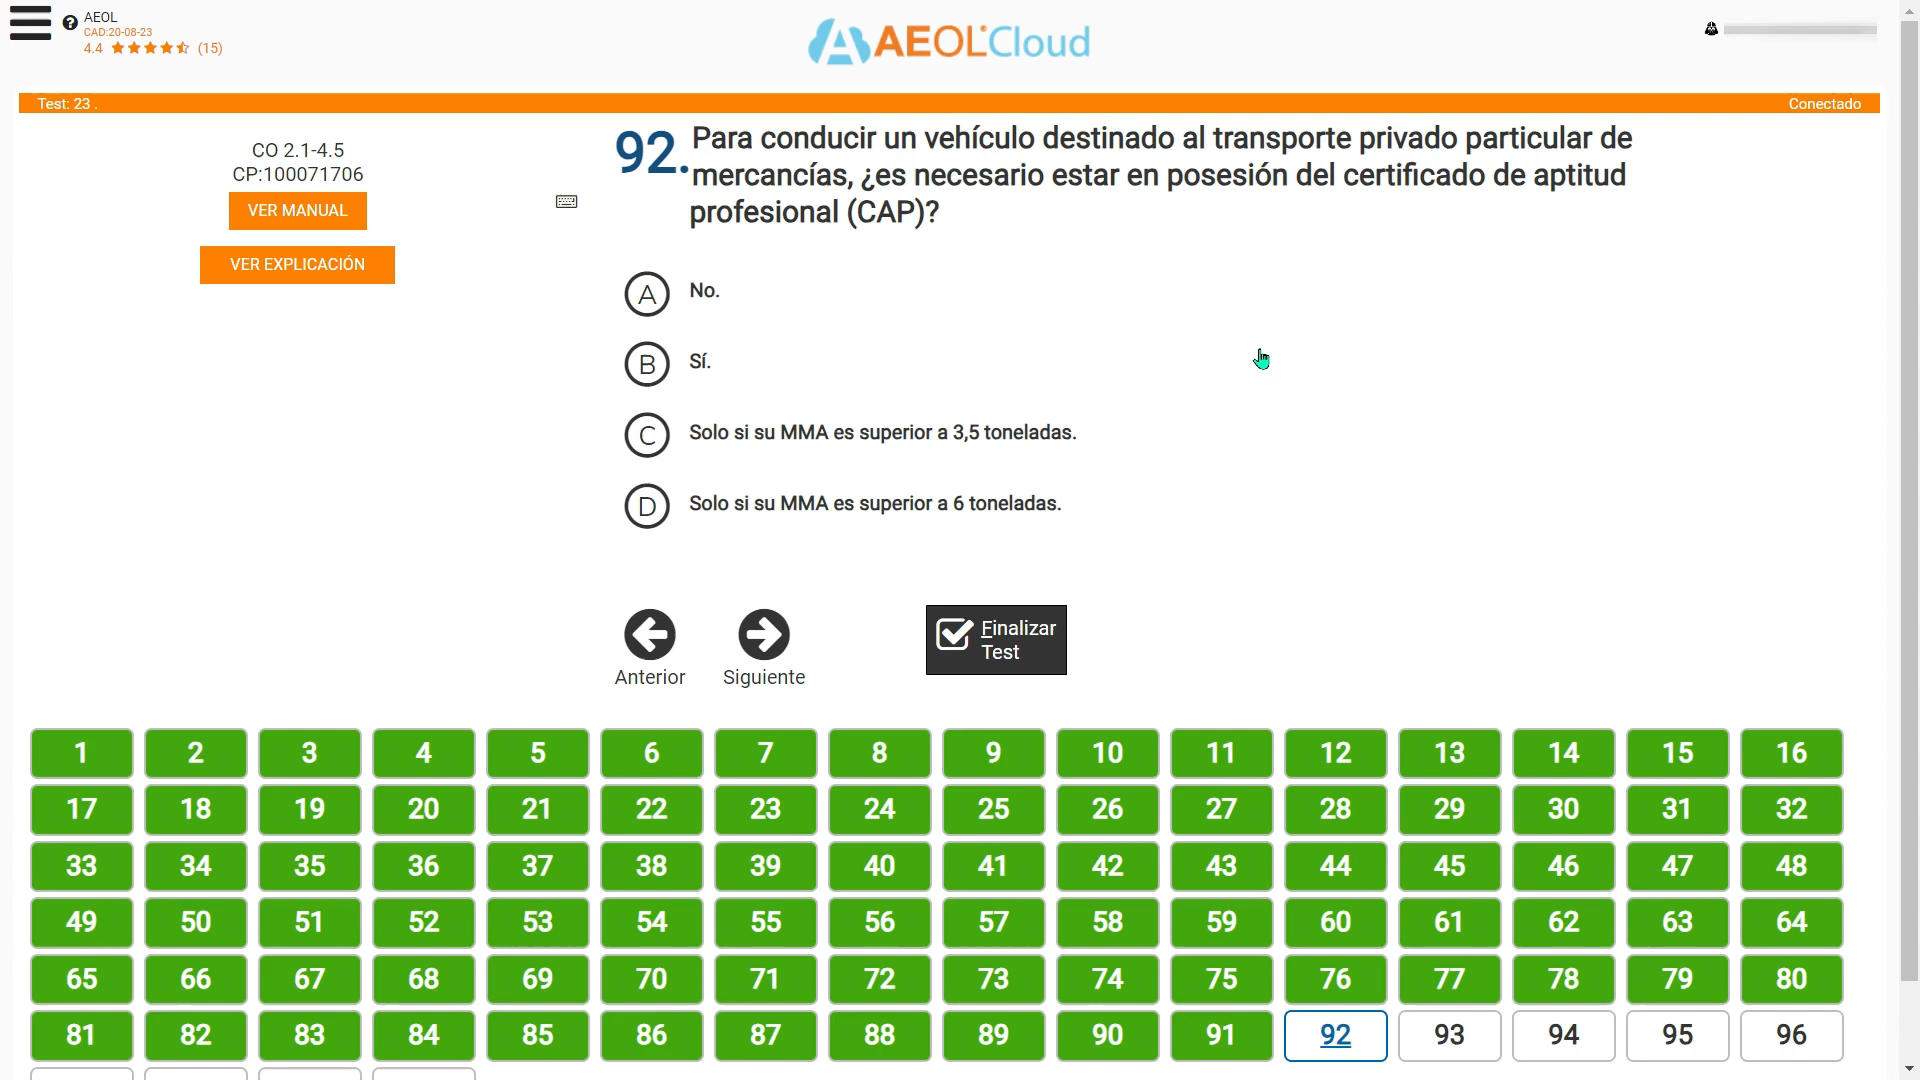 AEOL
CAD:20-08-23
4.4 (15)
AEOL Cloud
Test: 23 .
Conectado
CO 2.1-4.5
CP:100071706
VER MANUAL
VER EXPLICACIÓN
92. Para conducir un vehículo destinado al transporte privado particular de
mercancías, ¿es necesario estar en posesión del certificado de aptitud
profesional (CAP)?
A No.
B Sí.
C Solo si su MMA es superior a 3,5 toneladas.
D Solo si su MMA es superior a 6 toneladas.
Anterior
Siguiente
Finalizar
Test
1 2 3 4 5 6 7 8 9 10 11 12 13 14 15 16
17 18 19 20 21 22 23 24 25 26 27 28 29 30 31 32
33 34 35 36 37 38 39 40 41 42 43 44 45 46 47 48
49 50 51 52 53 54 55 56 57 58 59 60 61 62 63 64
65 66 67 68 69 70 71 72 73 74 75 76 77 78 79 80
81 82 83 84 85 86 87 88 89 90 91 92 93 94 95 96